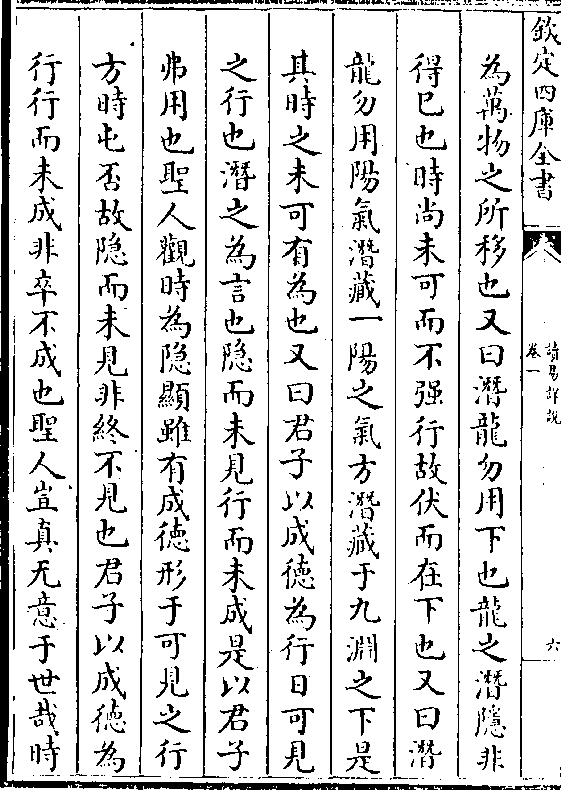 欽定四庫全書
讀易詳說
卷一
六
為萬物之所移也又曰潛龍勿用下也龍之潛隱非
得已也時尚未可而不强行故伏而在下也又曰潛
龍勿用陽氣潛藏一陽之氣方潛藏于九淵之下是
其時之未可有為也又曰君子以成德為行日可見
之行也潛之為言也隐而未見行而未成是以君子
弗用也聖人觀時為隐顯雖有成德形于可見之行
方時屯否故隐而未見非終不見也君子以成德為
行行而未成非卒不成也聖人豈真无意于世哉時